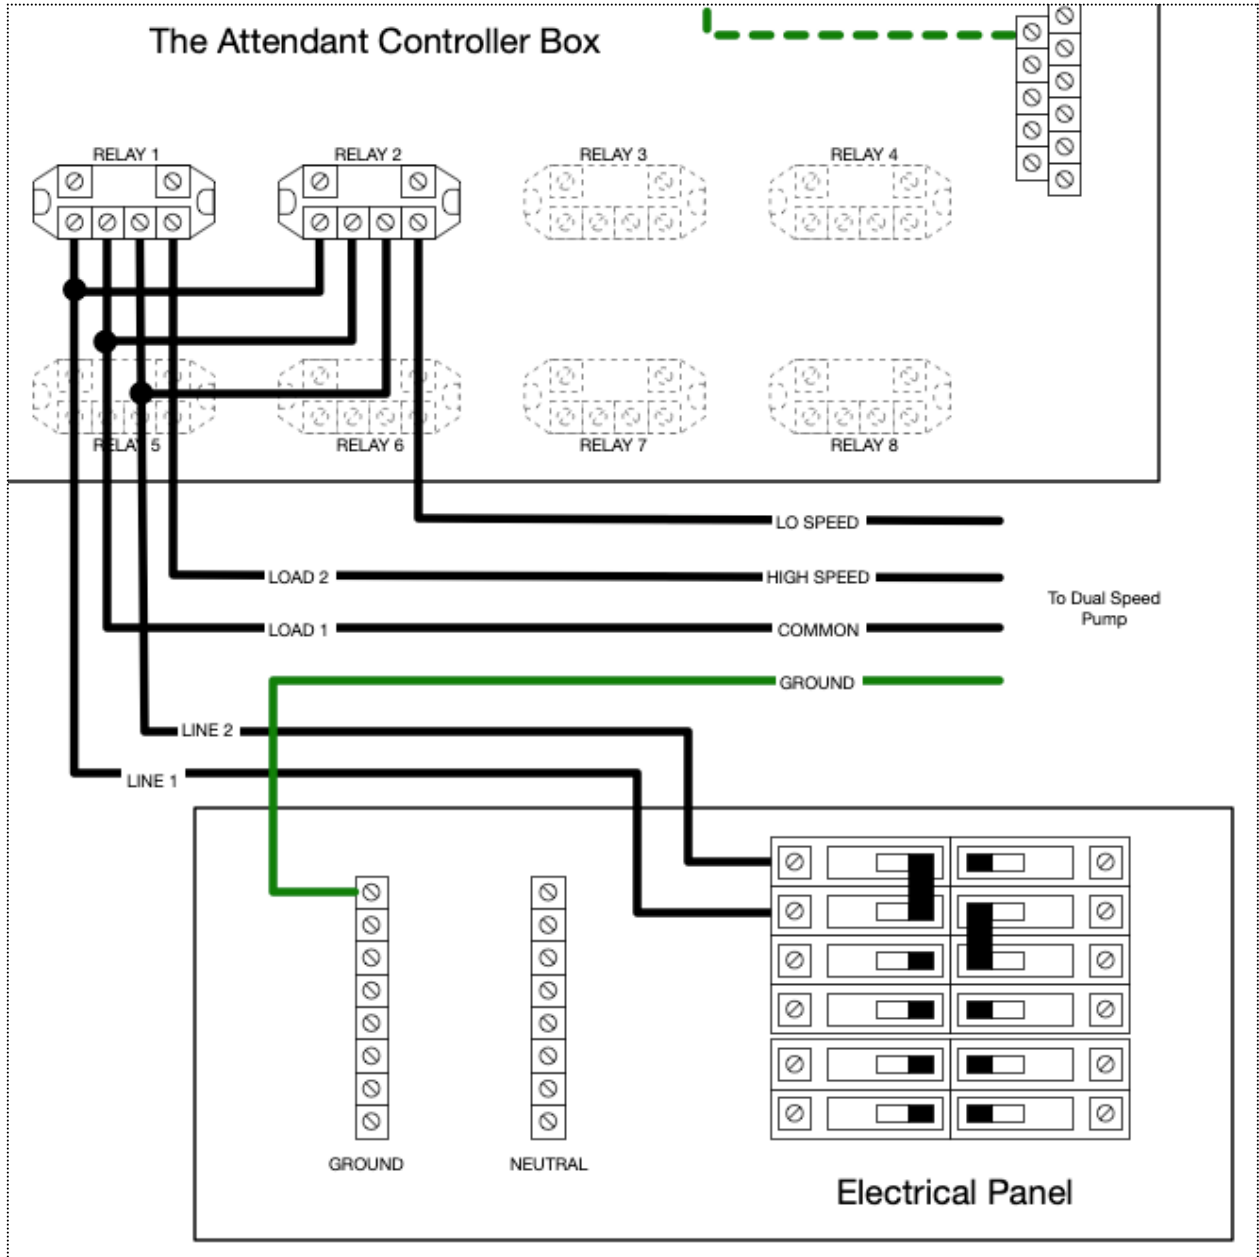 The Attendant Controller Box
RELAY 1
RELAY 2
RELAY 3
RELAY 4
RELAY 5
RELAY 6
RELAY 7
RELAY 8
LO SPEED
LOAD 2
HIGH SPEED
To Dual Speed
Pump
LOAD 1
COMMON
GROUND
LINE 2
LINE 1
GROUND
NEUTRAL
Electrical Panel